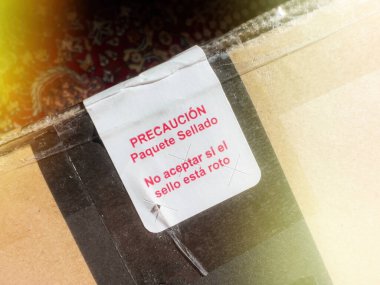 PRECAUCIÓN
Paquete Sellado
No aceptar si el
sello está roto